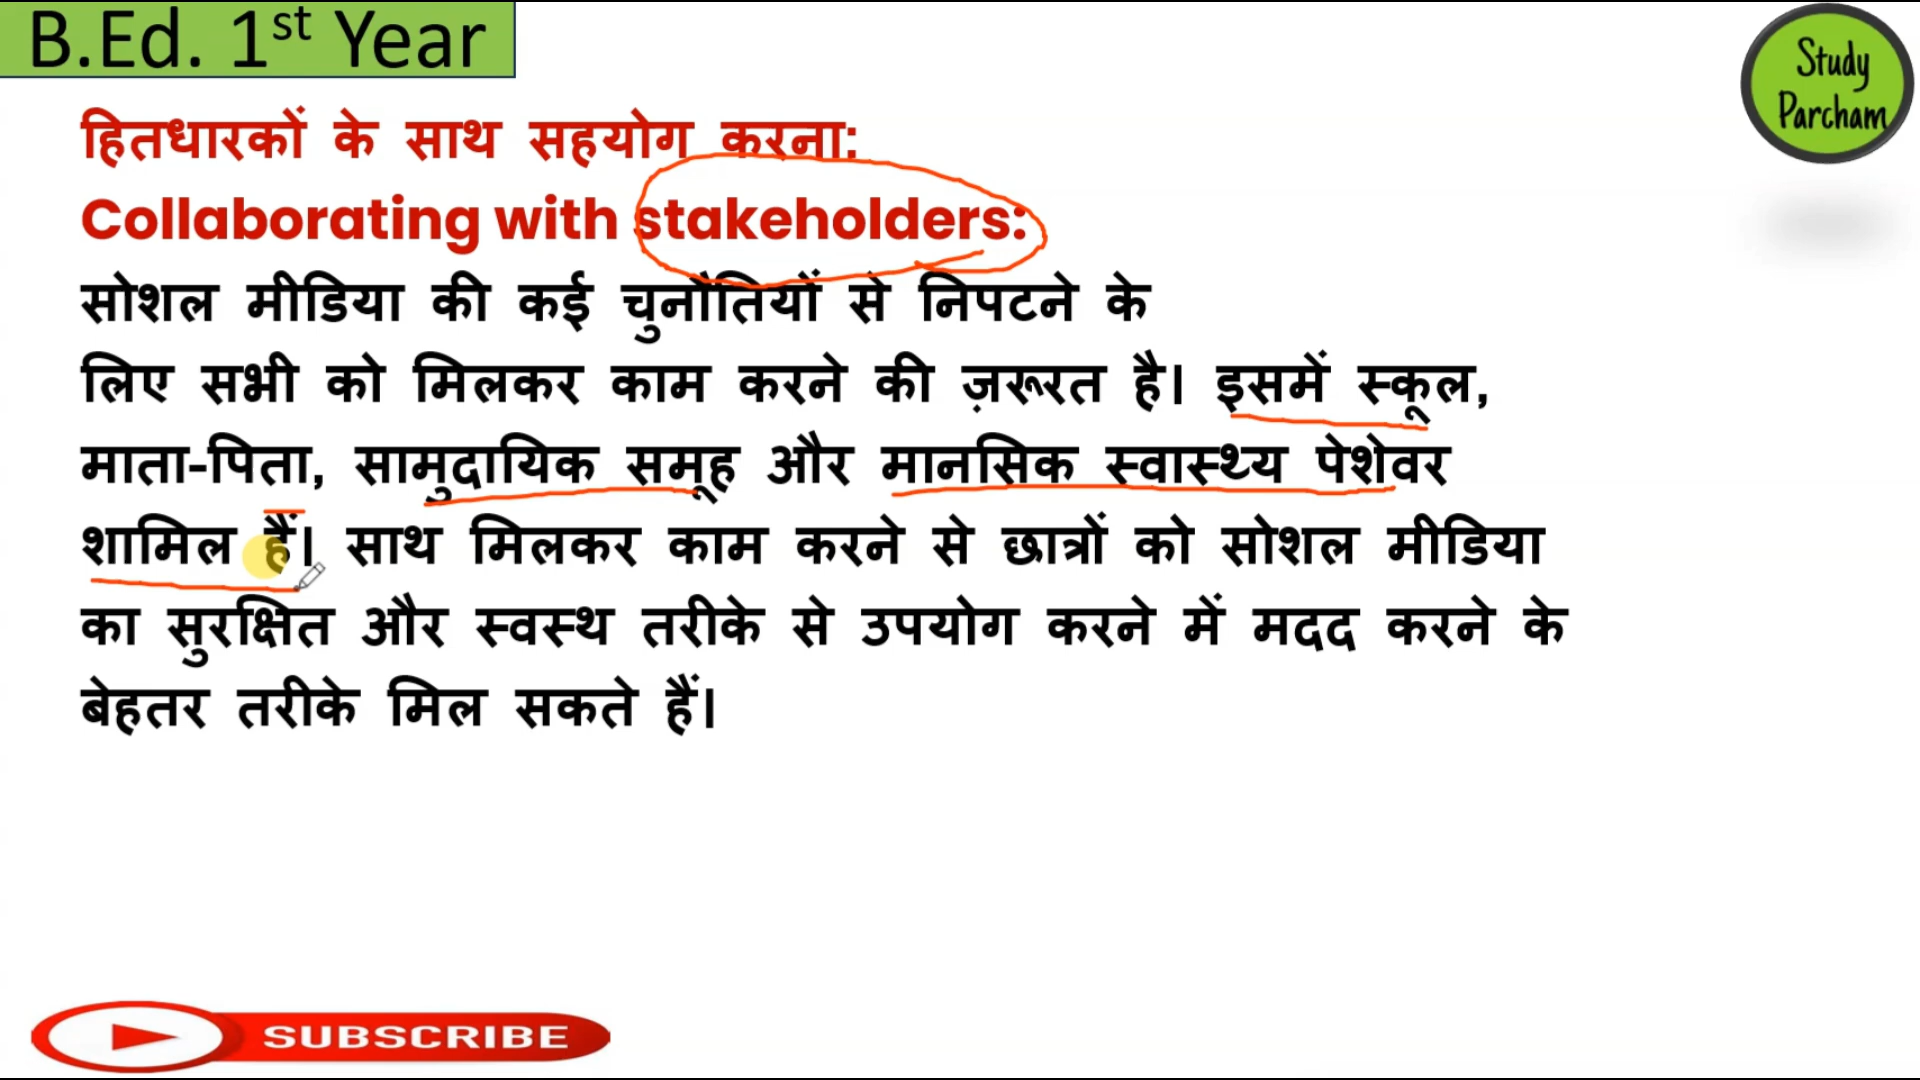 B.Ed. 1st Year
Study
Parcham
हितधारकों के साथ सहयोग करना:
Collaborating with stakeholders:
सोशल मीडिया की कई चुनौतियों से निपटने के
लिए सभी को मिलकर काम करने की ज़रूरत है। इसमें स्कूल,
माता-पिता, सामुदायिक समूह और मानसिक स्वास्थ्य पेशेवर
शामिल हैं। साथ मिलकर काम करने से छात्रों को सोशल मीडिया
का सुरक्षित और स्वस्थ तरीके से उपयोग करने में मदद करने के
बेहतर तरीके मिल सकते हैं।
SUBSCRIBE